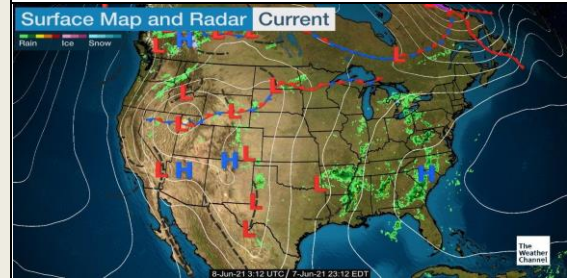 Surface Map and Radar Current
Rain Ice Snow
H
L
L
L
L
L
L
L
L
L
H
H
L
L
H
L
L
The
Weather
Channel
8-Jun-21 3:12 UTC / 7-Jun-21 23:12 EDT